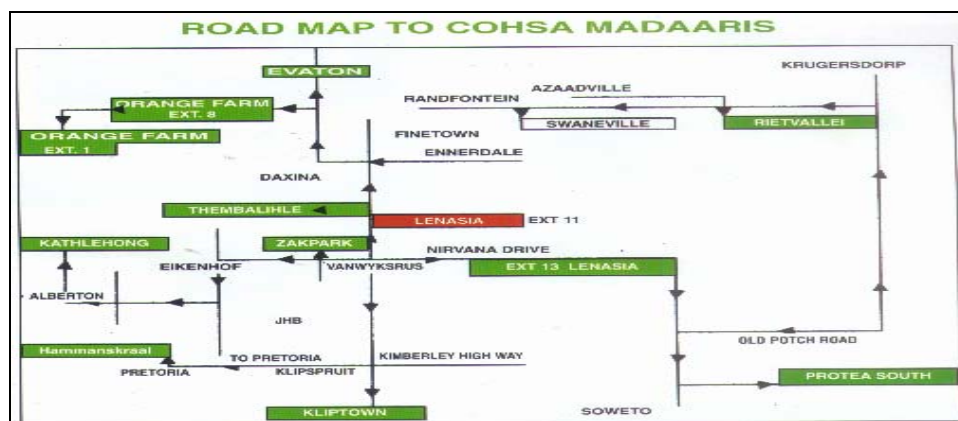 ROAD MAP TO COHSA MADAARIS
EVATON
KRUGERSDORP
AZAADVILLE
RANDFONTEIN
ORANGE FARM
EXT. 8
SWANEVILLE
RIETVALLEI
ORANGE FARM
EXT. 1
FINETOWN
ENNERDALE
DAXINA
THEMBALIHLE
LENASIA
EXT 11
KATHLEHONG
ZAKPARK
NIRVANA DRIVE
EIKENHOF
VANWYKSRUS
EXT 13 LENASIA
ALBERTON
JHB
OLD POTCH ROAD
Hammanskraal
TO PRETORIA
KIMBERLEY HIGH WAY
PRETORIA
KLIPSPRUIT
PROTEA SOUTH
KLIPTOWN
SOWETO